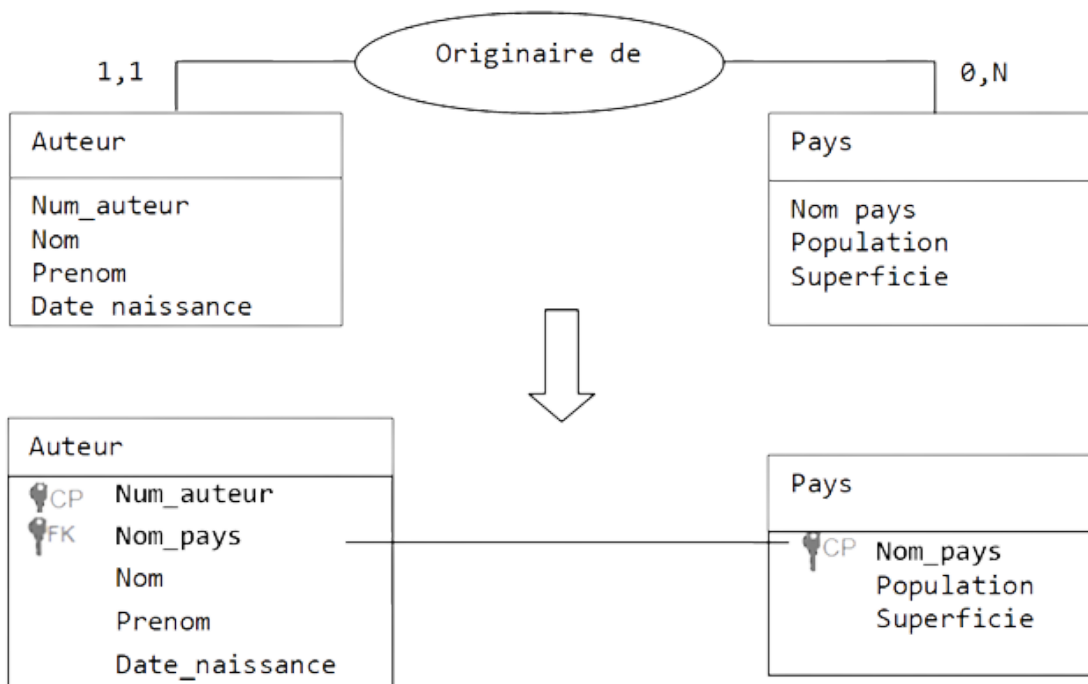 Originaire de
1,1
0,N
Auteur
Num_auteur
Nom
Prenom
Date naissance
Pays
Nom pays
Population
Superficie
Auteur
CP Num_auteur
FK Nom_pays
Nom
Prenom
Date_naissance
Pays
CP Nom_pays
Population
Superficie